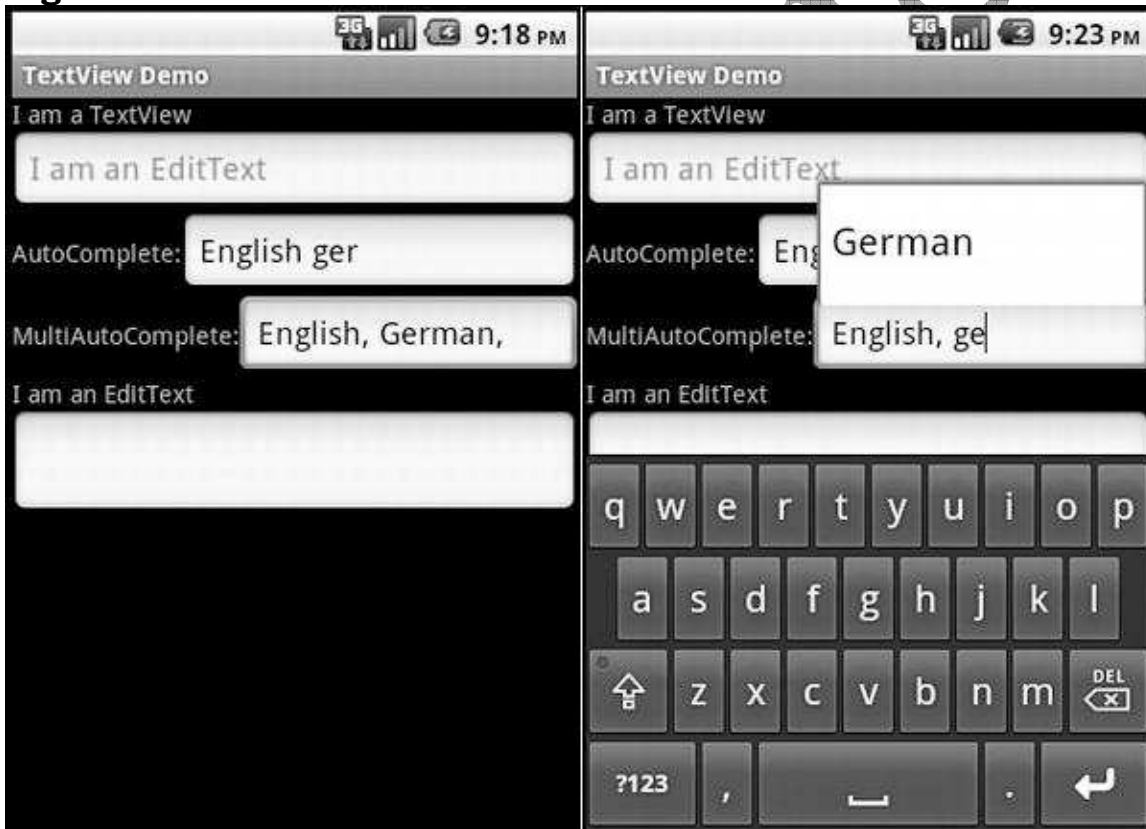 9:18 PM
TextView Demo
I am a TextView
I am an EditText
AutoComplete: English ger
MultiAutoComplete: English, German,
I am an EditText
9:23 PM
TextView Demo
I am a TextView
I am an EditText
German
AutoComplete: Eng
MultiAutoComplete: English, ge
I am an EditText
q w e r t y u i o p
a s d f g h j k l
z x c v b n m DEL
?123 , .